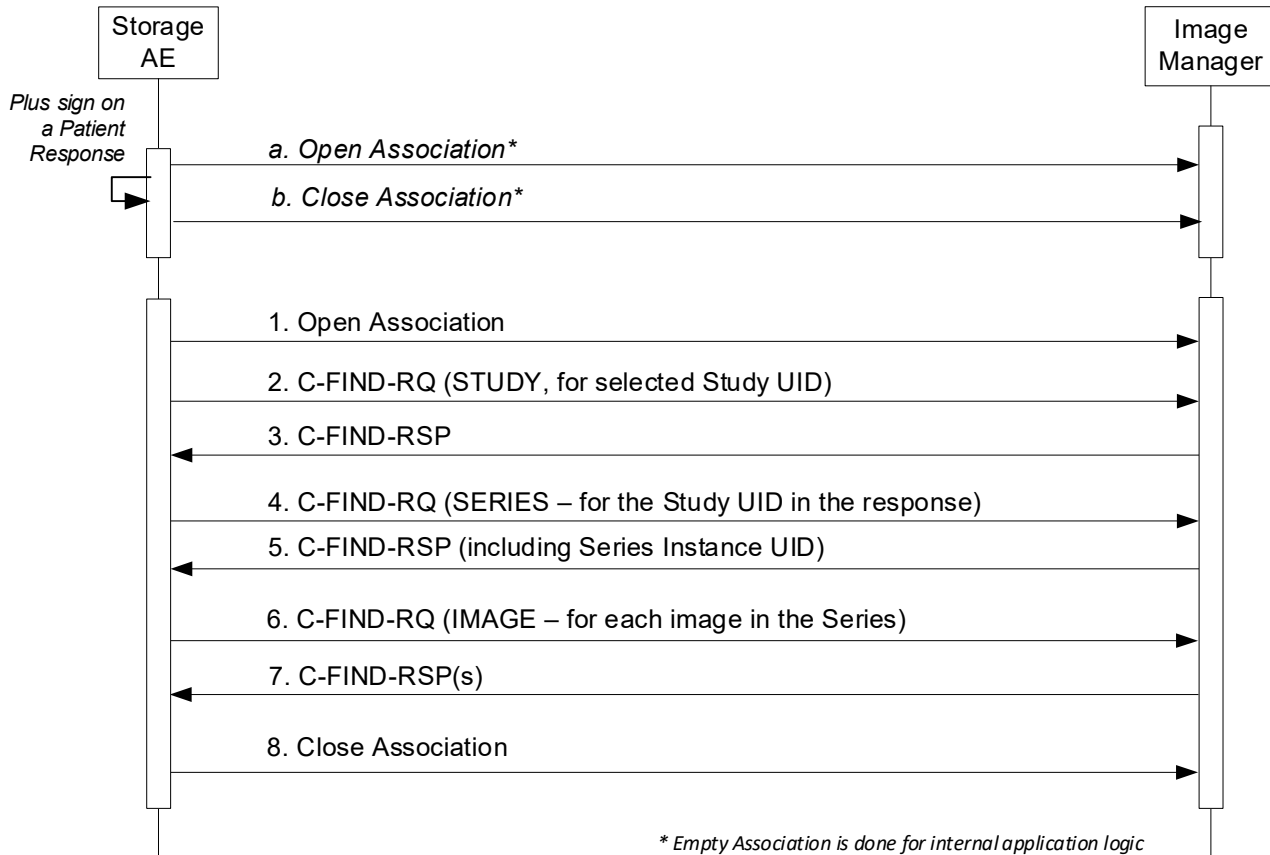 Storage
AE
Image
Manager
Plus sign on
a Patient
Response
a. Open Association*
b. Close Association*
1. Open Association
2. C-FIND-RQ (STUDY, for selected Study UID)
3. C-FIND-RSP
4. C-FIND-RQ (SERIES – for the Study UID in the response)
5. C-FIND-RSP (including Series Instance UID)
6. C-FIND-RQ (IMAGE – for each image in the Series)
7. C-FIND-RSP(s)
8. Close Association
* Empty Association is done for internal application logic